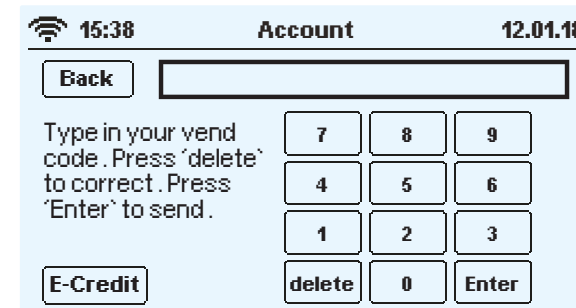 15:38 Account 12.01.18
Back
Type in your vend
code. Press ´delete`
to correct. Press
´Enter` to send.
7 8 9
4 5 6
1 2 3
E-Credit delete 0 Enter